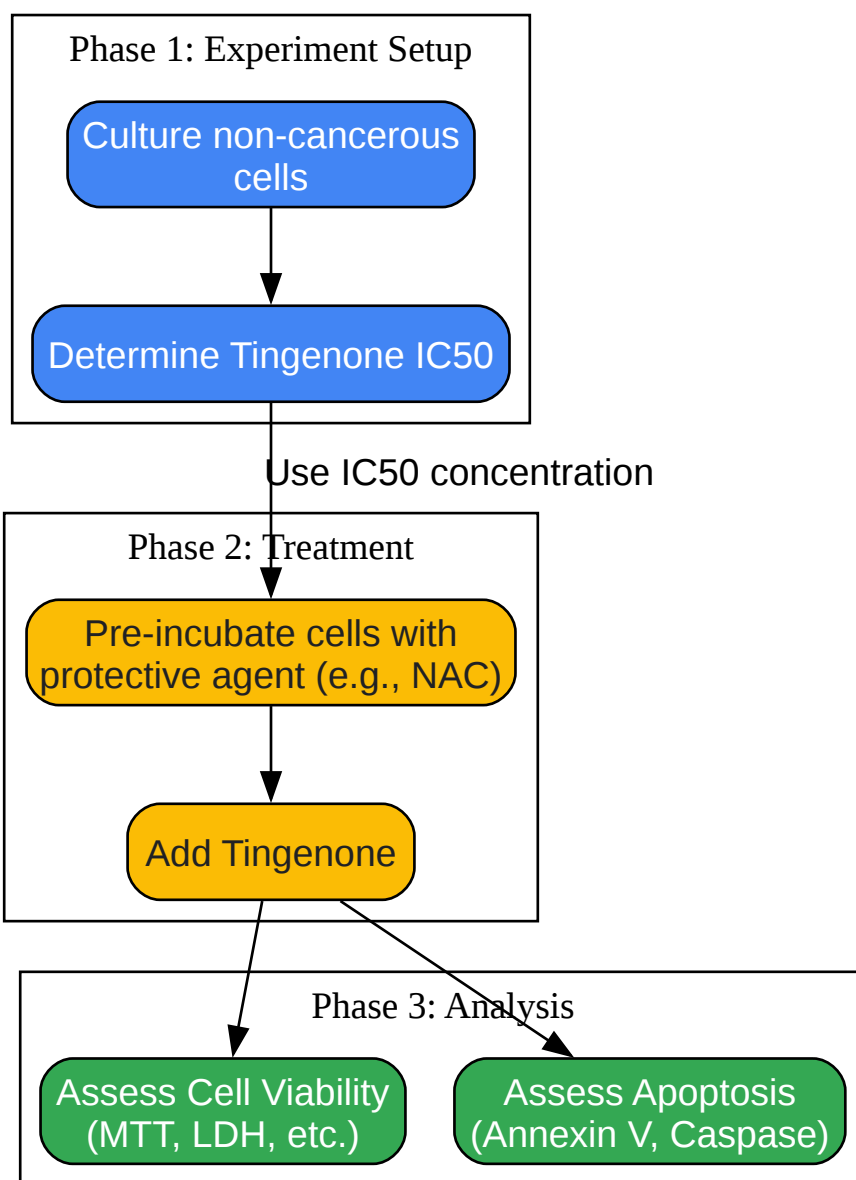 Phase 1: Experiment Setup
Culture non-cancerous
cells
Determine Tingenone IC50
Use IC50 concentration
Phase 2: Treatment
Pre-incubate cells with
protective agent (e.g., NAC)
Add Tingenone
Phase 3: Analysis
Assess Cell Viability
(MTT, LDH, etc.)
Assess Apoptosis
(Annexin V, Caspase)